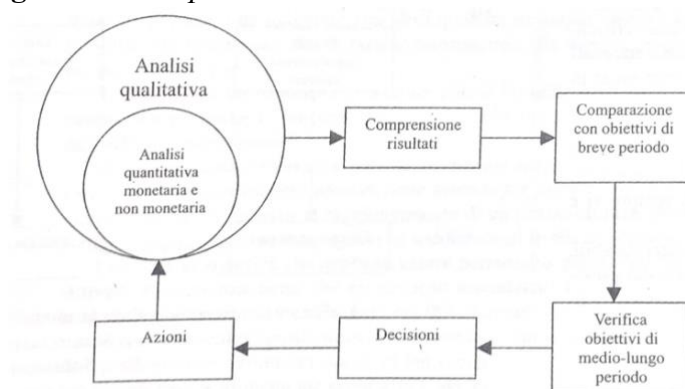 Analisi
qualitativa
Analisi
quantitativa
monetaria e
non monetaria
Comprensione
risultati
Comparazione
con obiettivi di
breve periodo
Verifica
obiettivi di
medio-lungo
periodo
Decisioni
Azioni